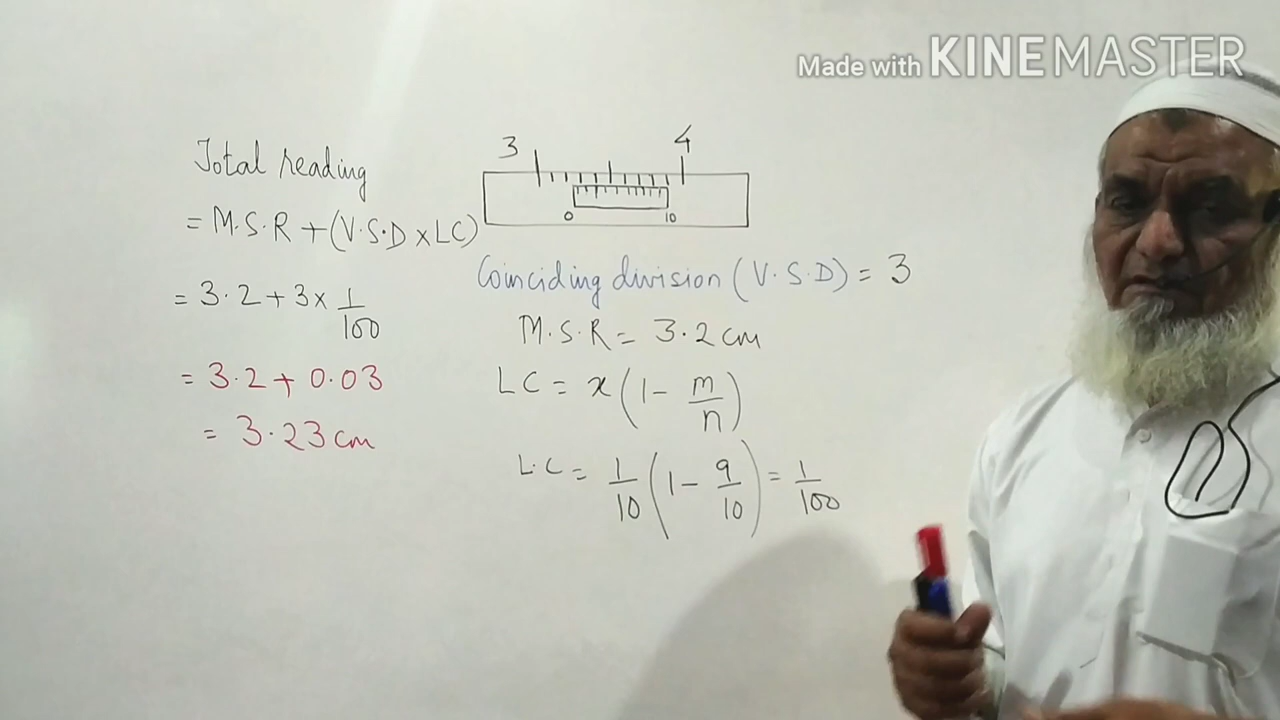 Made with KINEMASTER
Total reading
= M.S.R + (V.S.D x LC)
= 3.2 + 3 x 1/100
= 3.2 + 0.03
= 3.23 cm
3 4
0 10
Coinciding division (V.S.D) = 3
M.S.R = 3.2 cm
LC = x (1 - m/n)
L.C = 1/10 (1 - 9/10) = 1/100